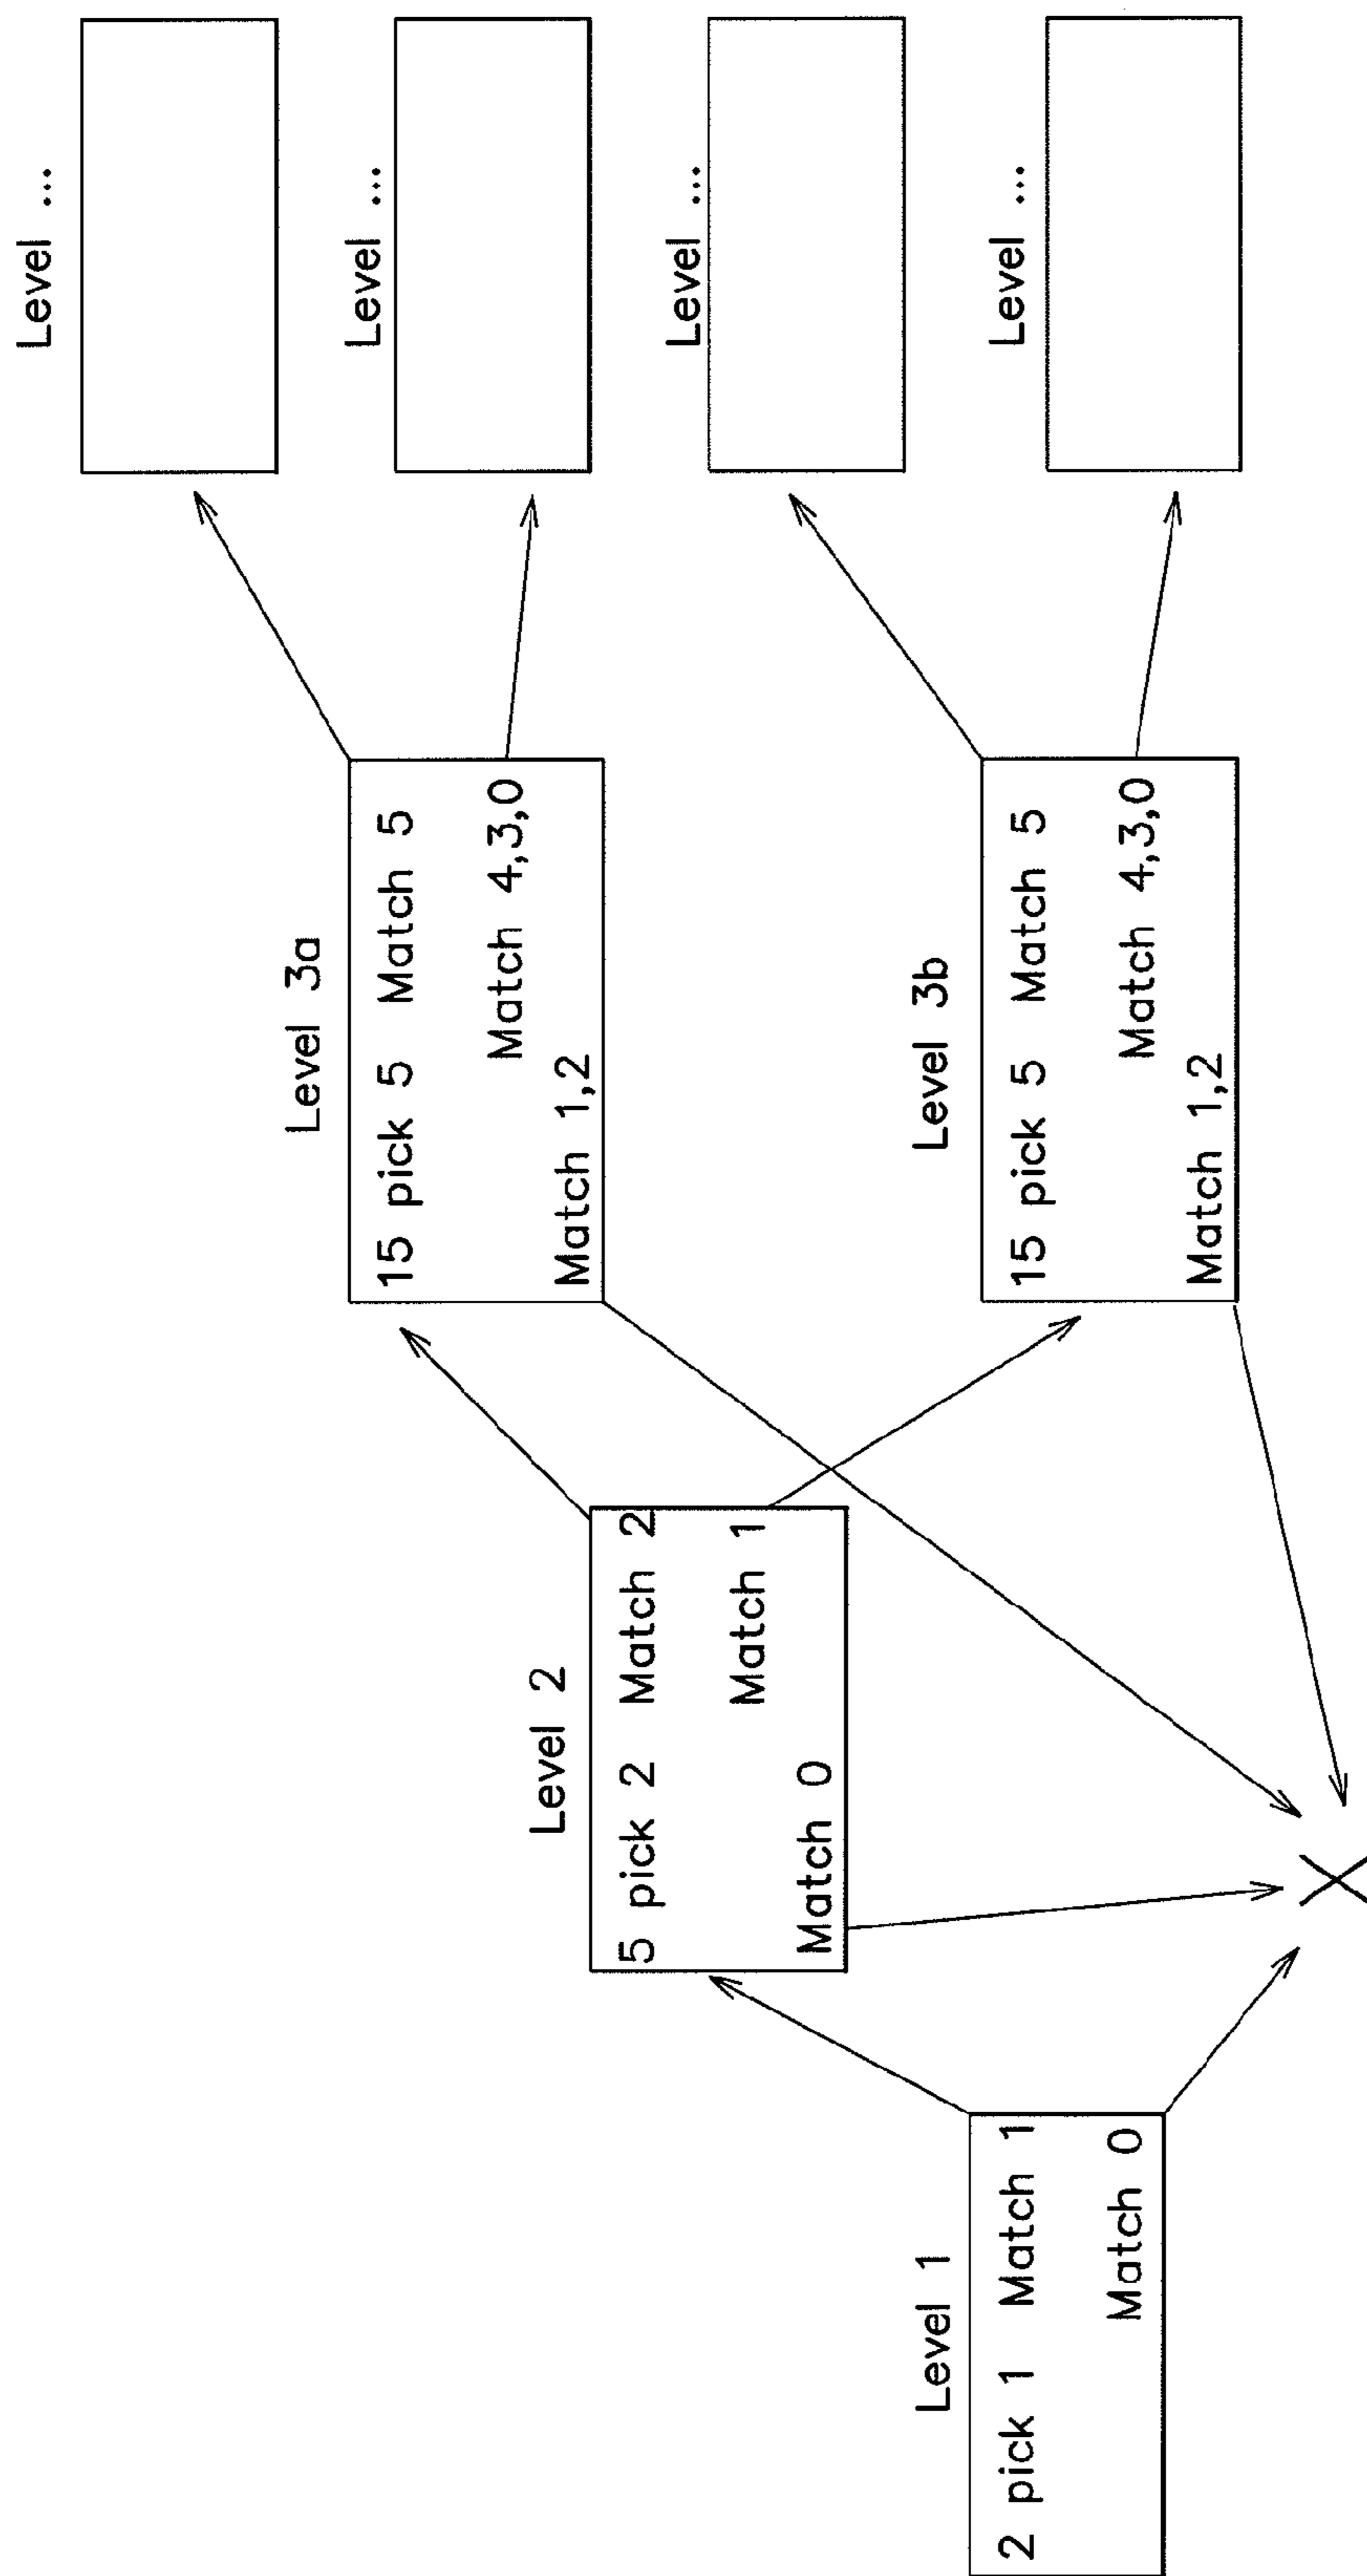 Level 1
2 pick 1 Match 1
Match 0
Level 2
5 pick 2 Match 2
Match 1
Match 0
Level 3a
15 pick 5 Match 5
Match 4,3,0
Match 1,2
Level 3b
15 pick 5 Match 5
Match 4,3,0
Match 1,2
Level ...
Level ...
Level ...
Level ...
X